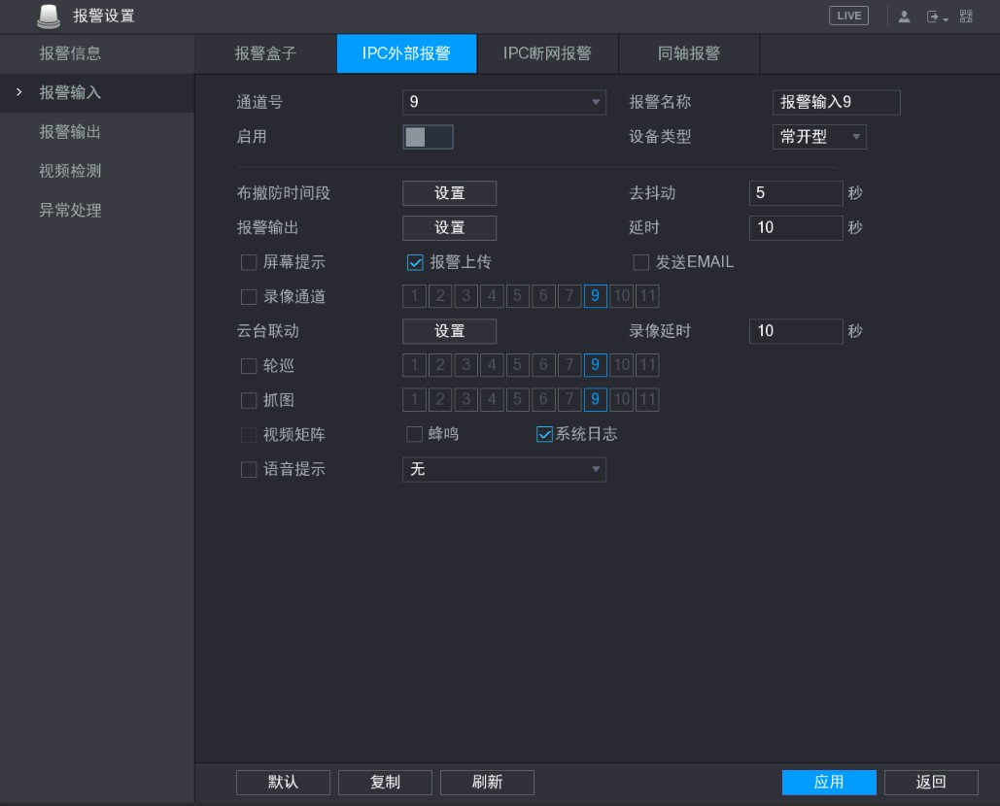 报警设置
LIVE
报警信息
报警输入
报警输出
视频检测
异常处理
报警盒子 IPC外部报警 IPC断网报警 同轴报警
通道号 9 报警名称 报警输入9
启用 设备类型 常开型
布撤防时间段 设置 去抖动 5 秒
报警输出 设置 延时 10 秒
屏幕提示 报警上传 发送EMAIL
录像通道 1 2 3 4 5 6 7 9 10 11
云台联动 设置 录像延时 10 秒
轮巡 1 2 3 4 5 6 7 9 10 11
抓图 1 2 3 4 5 6 7 9 10 11
视频矩阵 蜂鸣 系统日志
语音提示 无
默认 复制 刷新 应用 返回